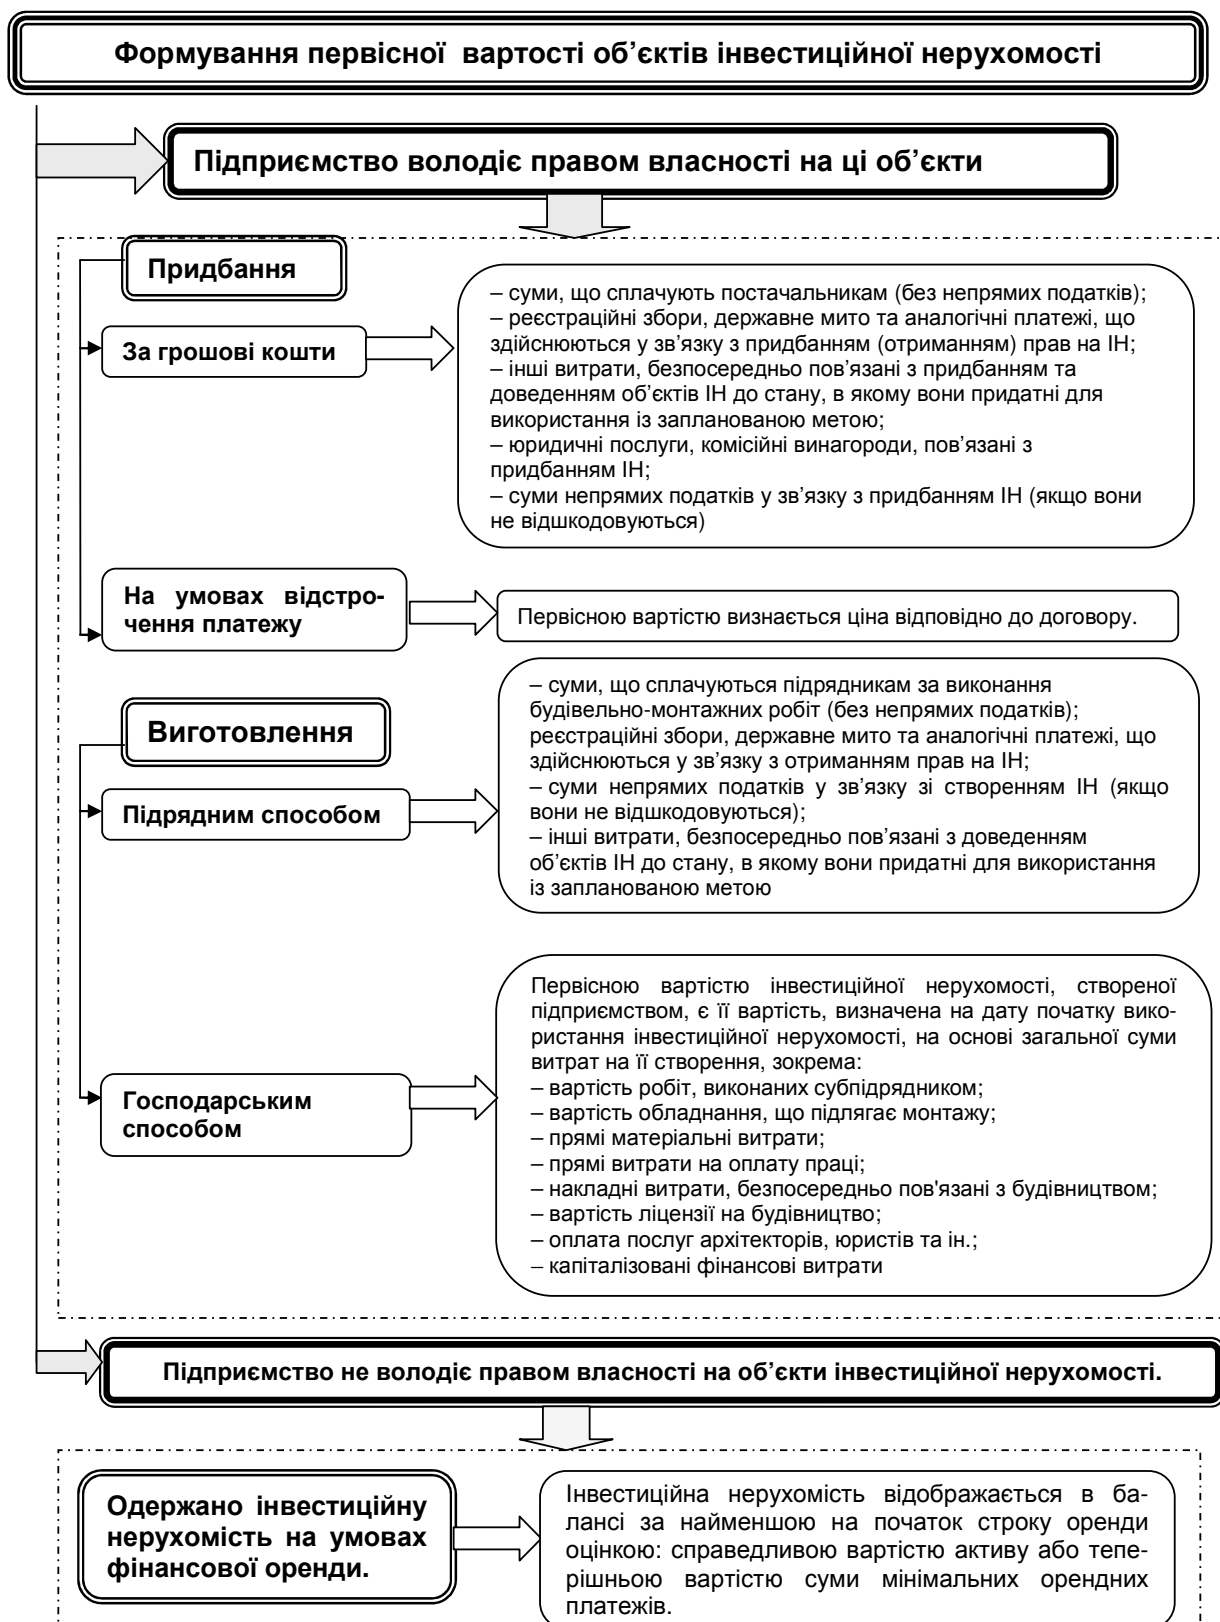 Формування первісної вартості об’єктів інвестиційної нерухомості
Підприємство володіє правом власності на ці об’єкти
Придбання
За грошові кошти
– суми, що сплачують постачальникам (без непрямих податків);
– реєстраційні збори, державне мито та аналогічні платежі, що
здійснюються у зв’язку з придбанням (отриманням) прав на ІН;
– інші витрати, безпосередньо пов’язані з придбанням та
доведенням об’єктів ІН до стану, в якому вони придатні для
використання із запланованою метою;
– юридичні послуги, комісійні винагороди, пов’язані з
придбанням ІН;
– суми непрямих податків у зв’язку з придбанням ІН (якщо вони
не відшкодовуються)
На умовах відстро-
чення платежу
Первісною вартістю визнається ціна відповідно до договору.
Виготовлення
Підрядним способом
– суми, що сплачуються підрядникам за виконання
будівельно-монтажних робіт (без непрямих податків);
реєстраційні збори, державне мито та аналогічні платежі, що
здійснюються у зв’язку з отриманням прав на ІН;
– суми непрямих податків у зв’язку зі створенням ІН (якщо
вони не відшкодовуються);
– інші витрати, безпосередньо пов’язані з доведенням
об’єктів ІН до стану, в якому вони придатні для використання
із запланованою метою
Господарським
способом
Первісною вартістю інвестиційної нерухомості, створеної
підприємством, є її вартість, визначена на дату початку вико-
ристання інвестиційної нерухомості, на основі загальної суми
витрат на її створення, зокрема:
– вартість робіт, виконаних субпідрядником;
– вартість обладнання, що підлягає монтажу;
– прямі матеріальні витрати;
– прямі витрати на оплату праці;
– накладні витрати, безпосередньо пов'язані з будівництвом;
– вартість ліцензії на будівництво;
– оплата послуг архітекторів, юристів та ін.;
– капіталізовані фінансові витрати
Підприємство не володіє правом власності на об’єкти інвестиційної нерухомості.
Одержано інвестиційну
нерухомість на умовах
фінансової оренди.
Інвестиційна нерухомість відображається в ба-
лансі за найменшою на початок строку оренди
оцінкою: справедливою вартістю активу або тепе-
рішньою вартістю суми мінімальних орендних
платежів.